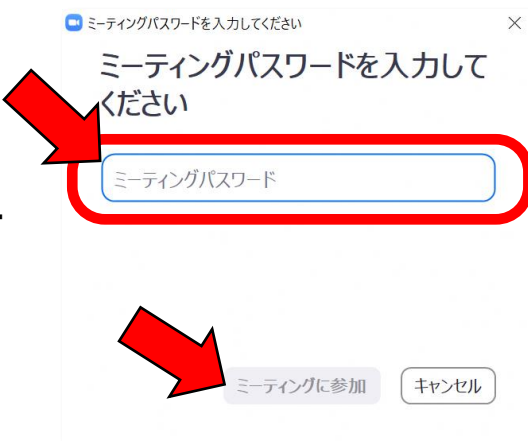 ミーティングパスワードを入力してください
ミーティングパスワードを入力して
ください
ミーティングパスワード
ミーティングに参加
キャンセル